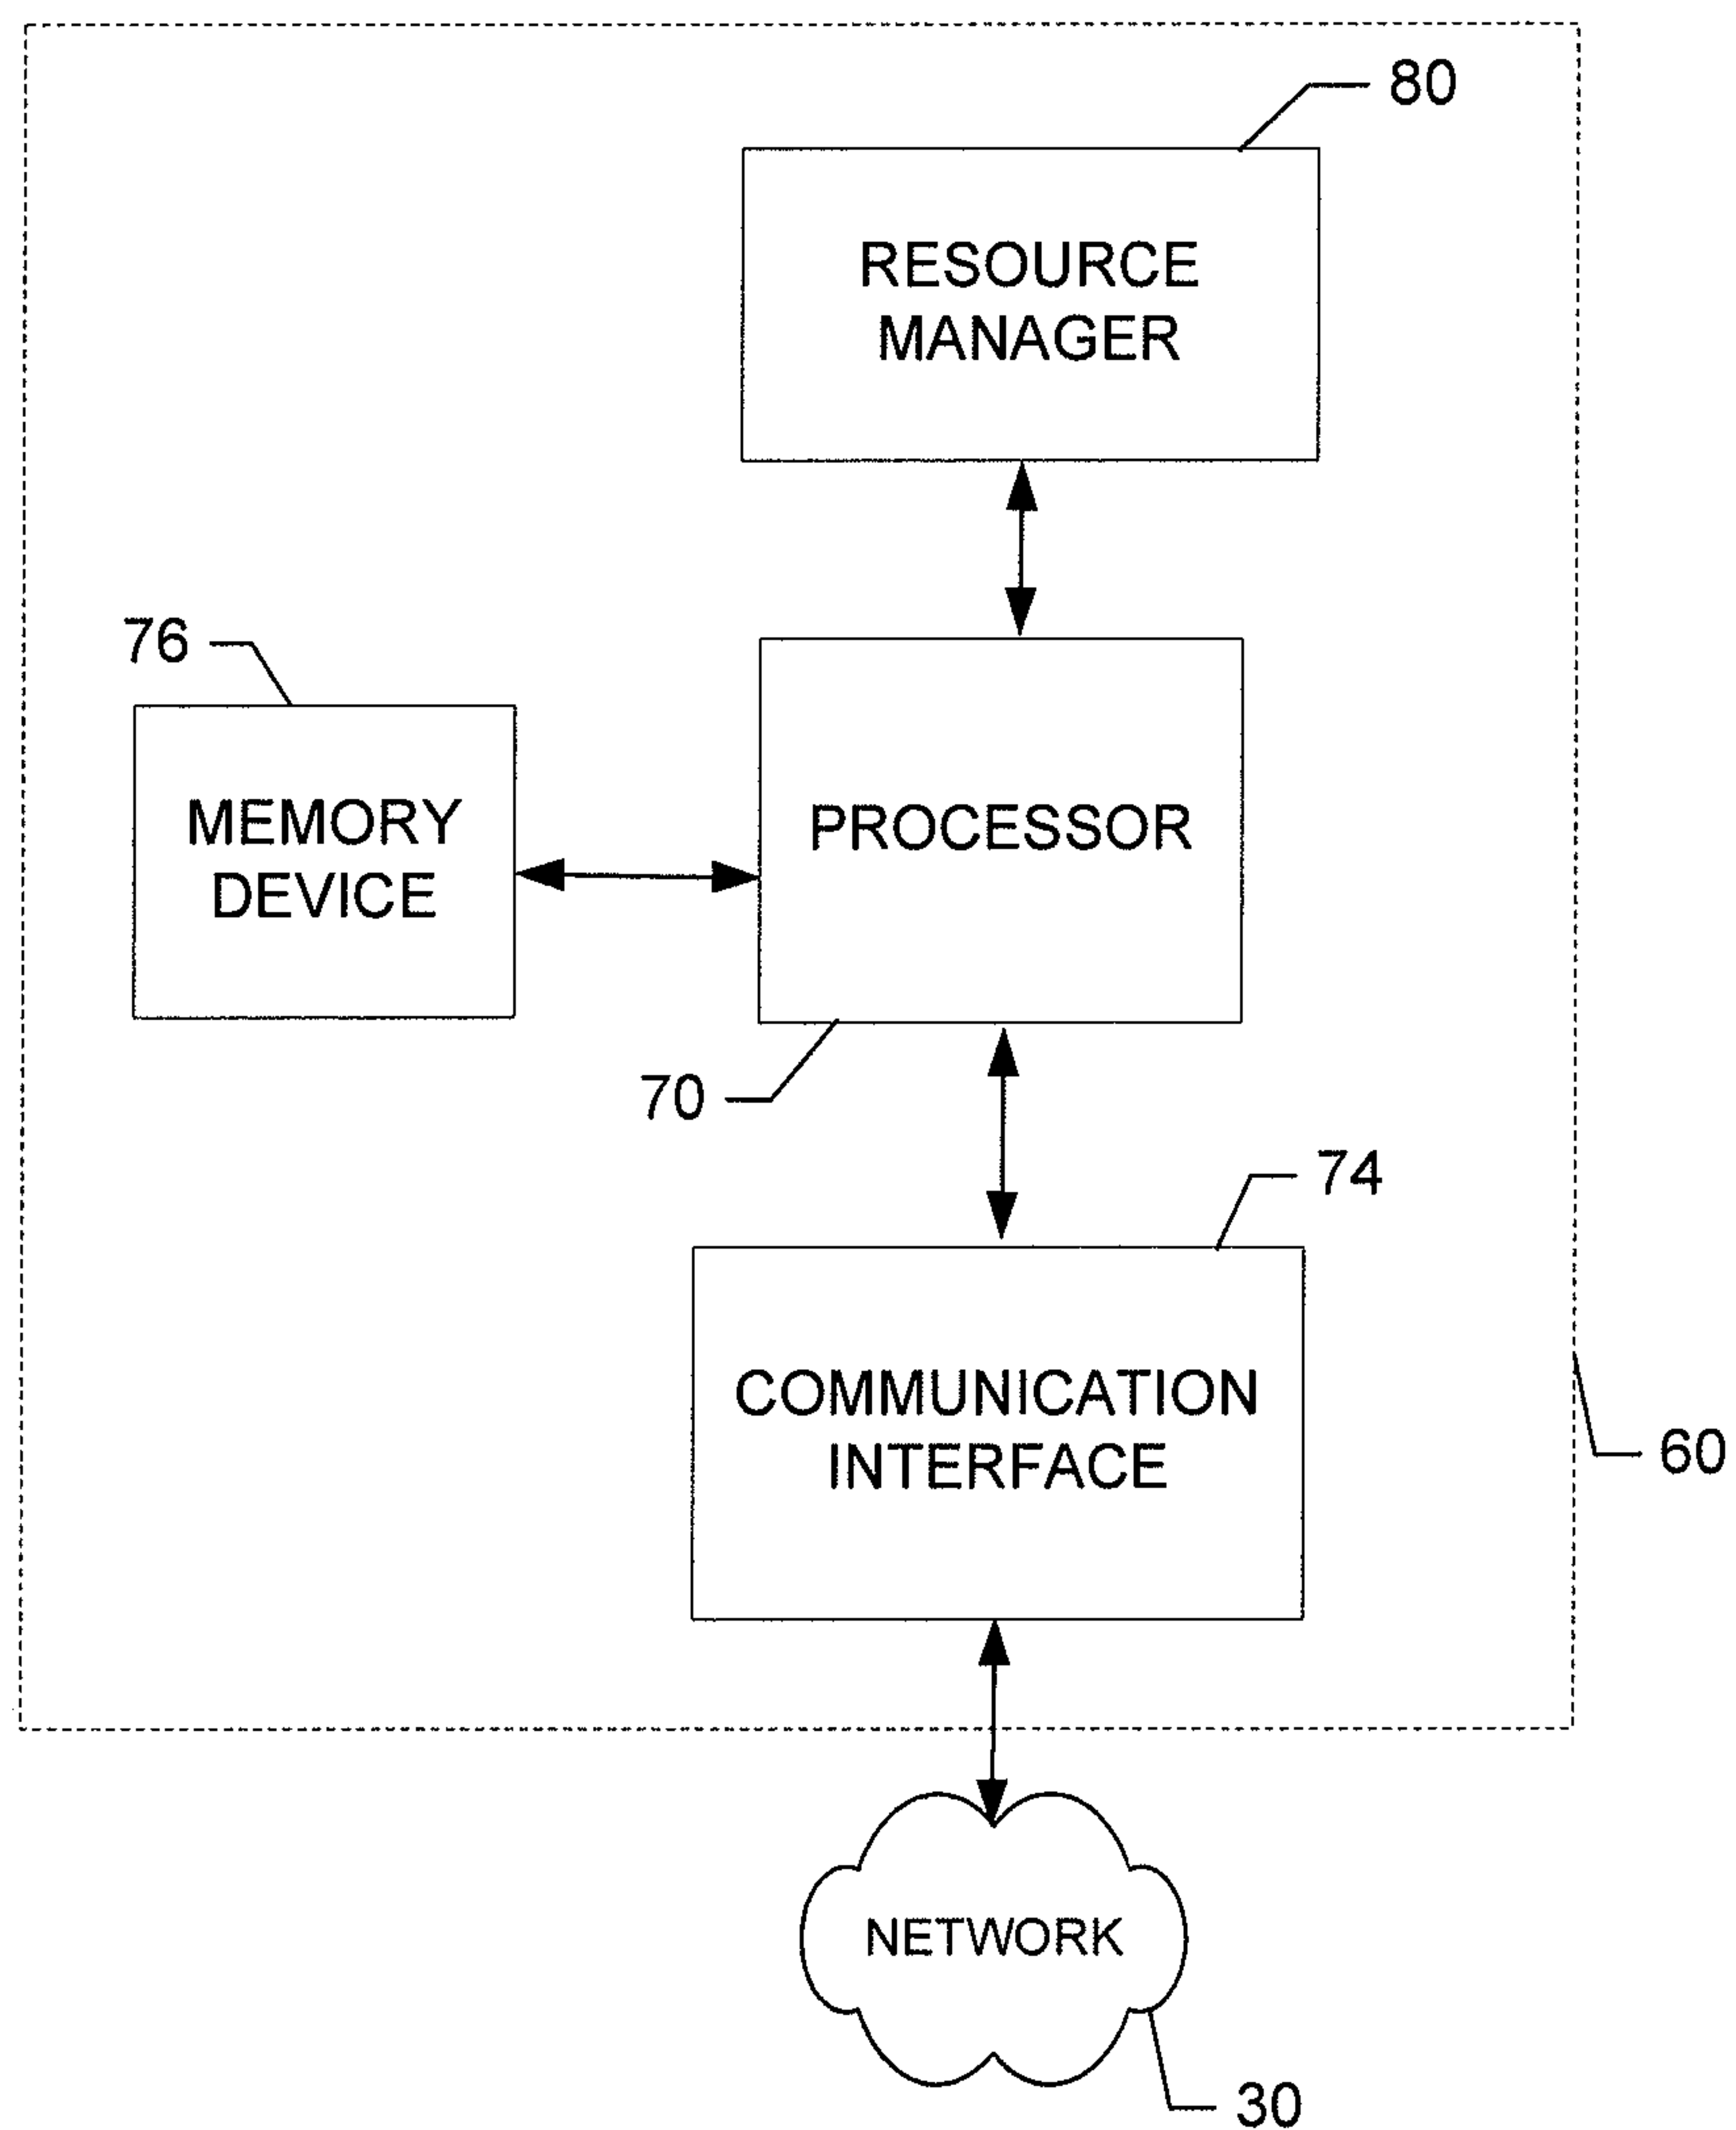 80
RESOURCE
MANAGER
76
MEMORY
DEVICE
PROCESSOR
70
74
COMMUNICATION
INTERFACE
60
NETWORK
30